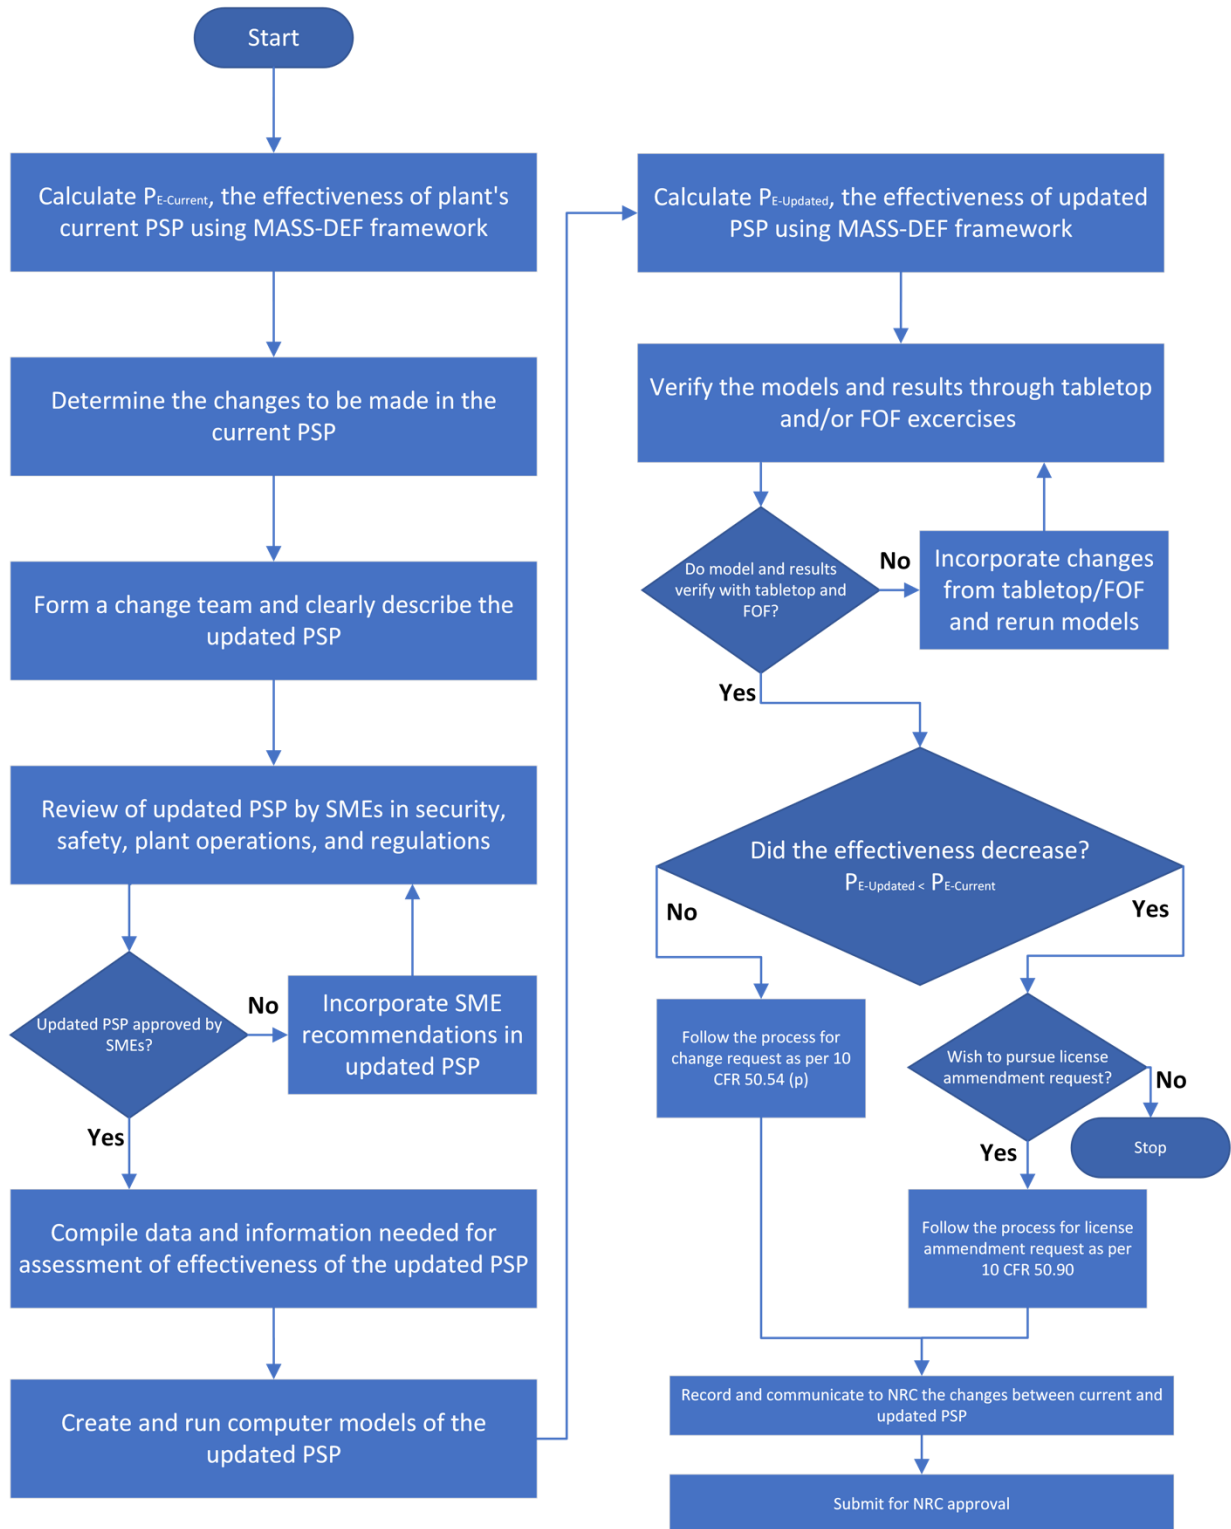 Start
Calculate PE-Current, the effectiveness of plant's
current PSP using MASS-DEF framework
Determine the changes to be made in the
current PSP
Form a change team and clearly describe the
updated PSP
Review of updated PSP by SMEs in security,
safety, plant operations, and regulations
Updated PSP approved by
SMEs?
No
Incorporate SME
recommendations in
updated PSP
Yes
Compile data and information needed for
assessment of effectiveness of the updated PSP
Create and run computer models of the
updated PSP
Calculate PE-Updated, the effectiveness of updated
PSP using MASS-DEF framework
Verify the models and results through tabletop
and/or FOF excercises
Do model and results
verify with tabletop and
FOF?
No
Incorporate changes
from tabletop/FOF
and rerun models
Yes
Did the effectiveness decrease?
PE-Updated < PE-Current
No
Yes
Follow the process for
change request as per 10
CFR 50.54 (p)
Wish to pursue license
ammendment request?
No
Stop
Yes
Follow the process for license
ammendment request as per
10 CFR 50.90
Record and communicate to NRC the changes between current and
updated PSP
Submit for NRC approval